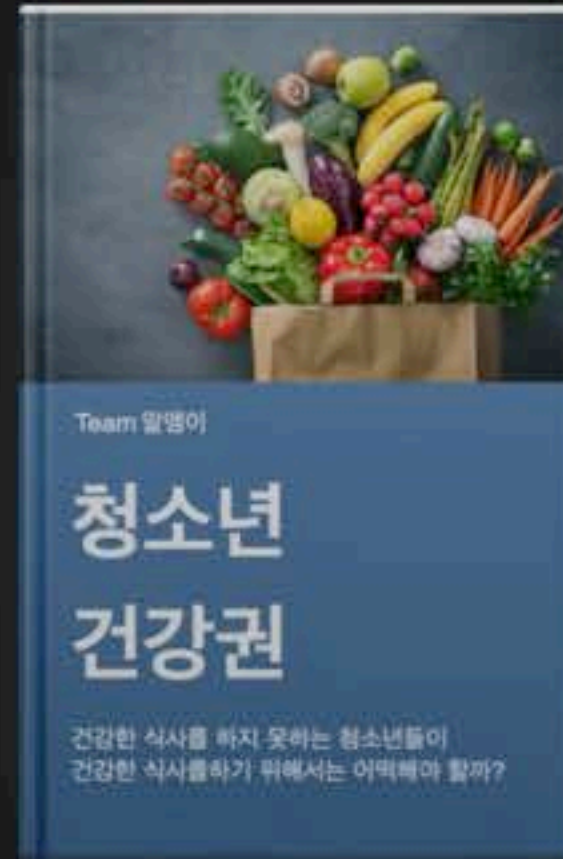 Team 말맹이
청소년
건강권
건강한 식사를 하지 못하는 청소년들이
건강한 식사를하기 위해서는 어떡해야 할까?